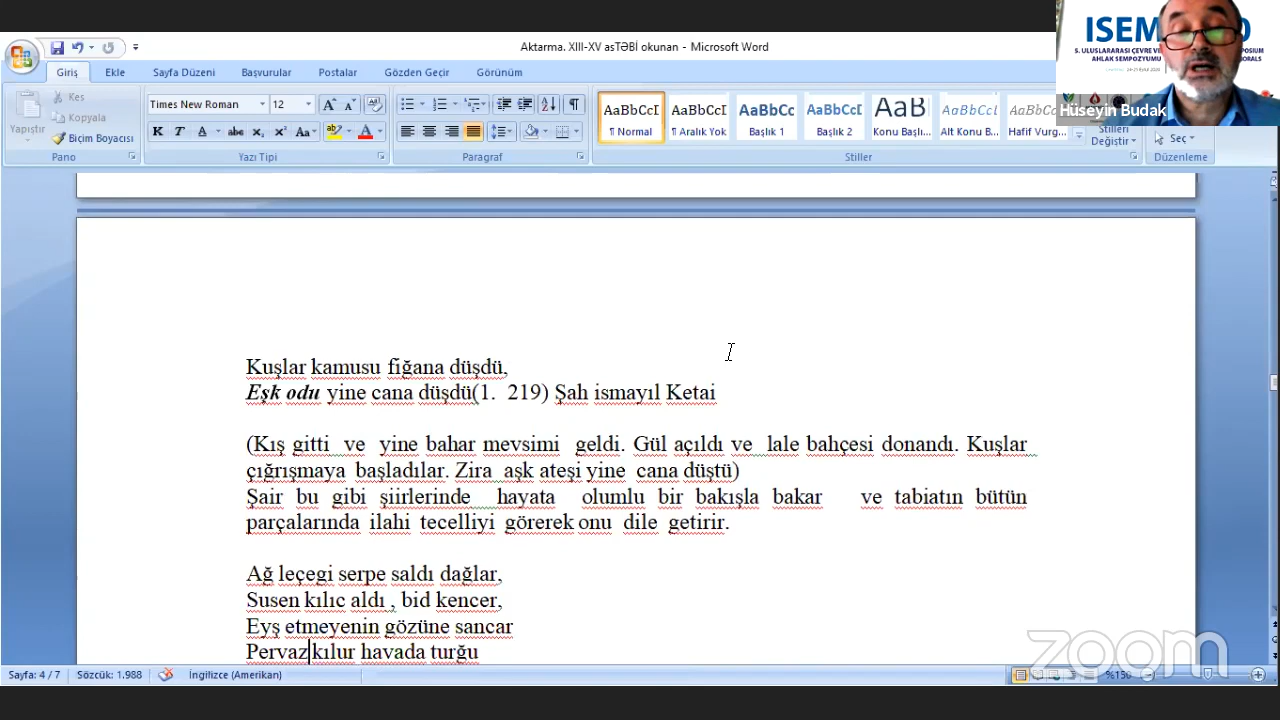 Aktarma. XIII-XV asTƏBİ okunan - Microsoft Word
Giriş Ekle Sayfa Düzeni Başvurular Postalar Gözden Geçir Görünüm
Yapıştır
Kes
Kopyala
Biçim Boyacısı
Pano
Times New Roman 12
Yazı Tipi
Paragraf
AaBbCcI AaBbCcI AaBbCc AaBbCc AaB AaBbCcI AaBbCcI
¶ Normal ¶ Aralık Yok Başlık 1 Başlık 2 Konu Başlı... Alt Konu B... Hafif Vurg...
Stiller
Stilleri Değiştir
Seç
Düzenleme
ISEM
5. ULUSLARARASI ÇEVRE VE
AHLAK SEMPOZYUMU
Hüseyin Budak
Kuşlar kamusu fiğana düşdü,
Eşk odu yine cana düşdü(1. 219) Şah ismayıl Ketai
(Kış gitti ve yine bahar mevsimi geldi. Gül açıldı ve lale bahçesi donandı. Kuşlar
çığrışmaya başladılar. Zira aşk ateşi yine cana düştü)
Şair bu gibi şiirlerinde hayata olumlu bir bakışla bakar ve tabiatın bütün
parçalarında ilahi tecelliyi görerek onu dile getirir.
Ağ leçegi serpe saldı dağlar,
Susen kılıc aldı , bid kencer,
Eyş etmeyenin gözüne sancar
Pervaz kılur havada turğu
zoom
Sayfa: 4 / 7 Sözcük: 1.988 İngilizce (Amerikan) %150